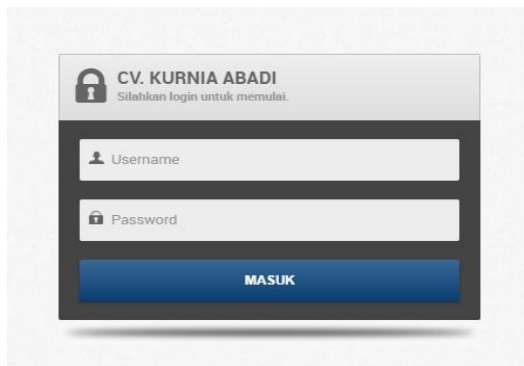 CV. KURNIA ABADI
Silahkan login untuk memulai.
Username
Password
MASUK